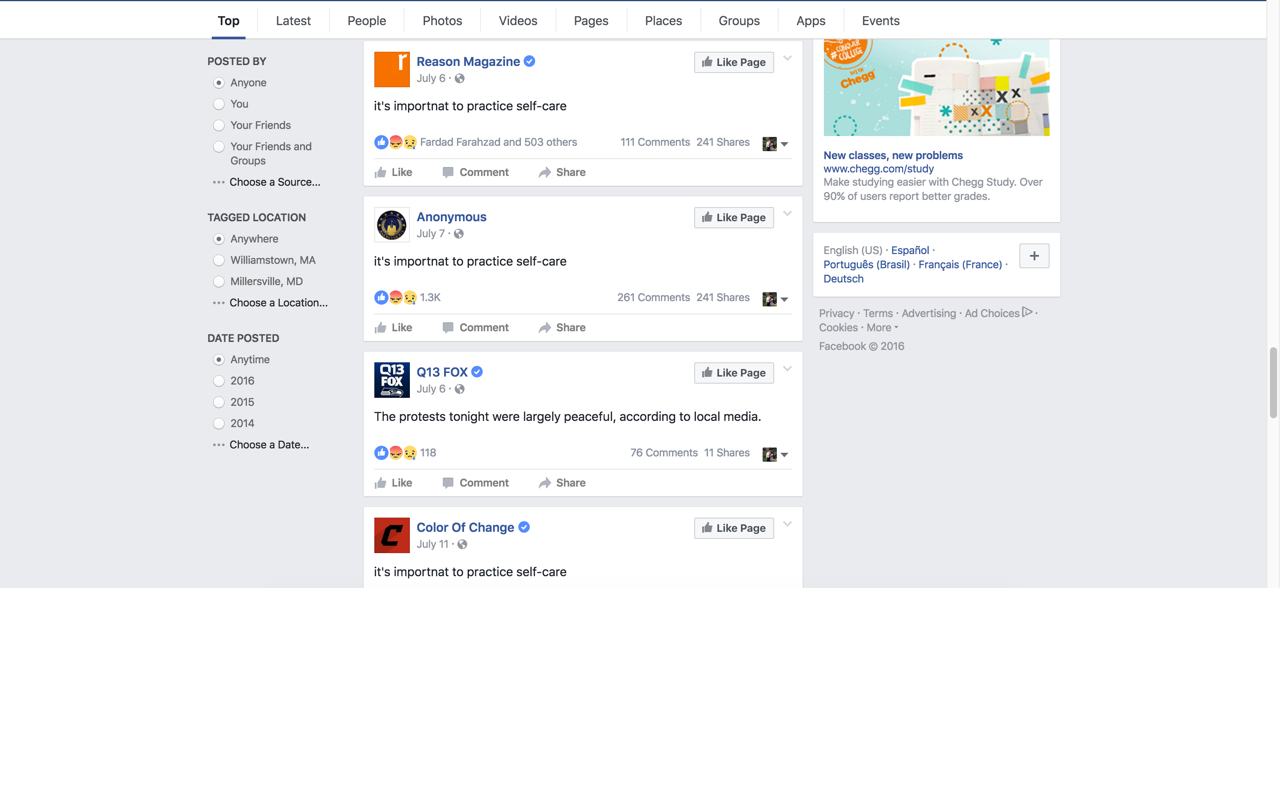 Top Latest People Photos Videos Pages Places Groups Apps Events
POSTED BY
Anyone
You
Your Friends
Your Friends and
Groups
Choose a Source...
TAGGED LOCATION
Anywhere
Williamstown, MA
Millersville, MD
Choose a Location...
DATE POSTED
Anytime
2016
2015
2014
Choose a Date...
r
Reason Magazine
July 6 ·
Like Page
it's importnat to practice self-care
Fardad Farahzad and 503 others 111 Comments 241 Shares
Like Comment Share
Anonymous
July 7 ·
Like Page
it's importnat to practice self-care
1.3K 261 Comments 241 Shares
Like Comment Share
Q13
FOX
Q13 FOX
July 6 ·
Like Page
The protests tonight were largely peaceful, according to local media.
118 76 Comments 11 Shares
Like Comment Share
C
Color Of Change
July 11 ·
Like Page
it's importnat to practice self-care
CONQUER
COLLEGE
WITH
Chegg
New classes, new problems
www.chegg.com/study
Make studying easier with Chegg Study. Over
90% of users report better grades.
English (US) · Español ·
Português (Brasil) · Français (France) ·
Deutsch
+
Privacy · Terms · Advertising · Ad Choices ·
Cookies · More
Facebook © 2016